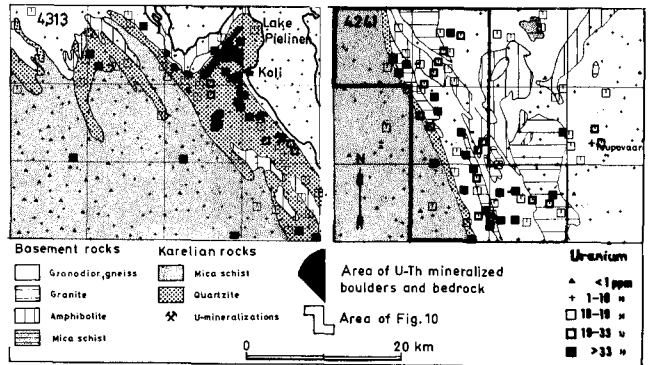 4313
Lake
Pielinen
Koli
4241
N
Basement rocks
Granodior, gneiss
Granite
Amphibolite
Mica schist
Karelian rocks
Mica schist
Quartzite
U-mineralizations
Area of U-Th mineralized
boulders and bedrock
Area of Fig. 10
0 20 km
Uranium
<1 ppm
1-10 "
10-19 "
19-33 "
>33 "